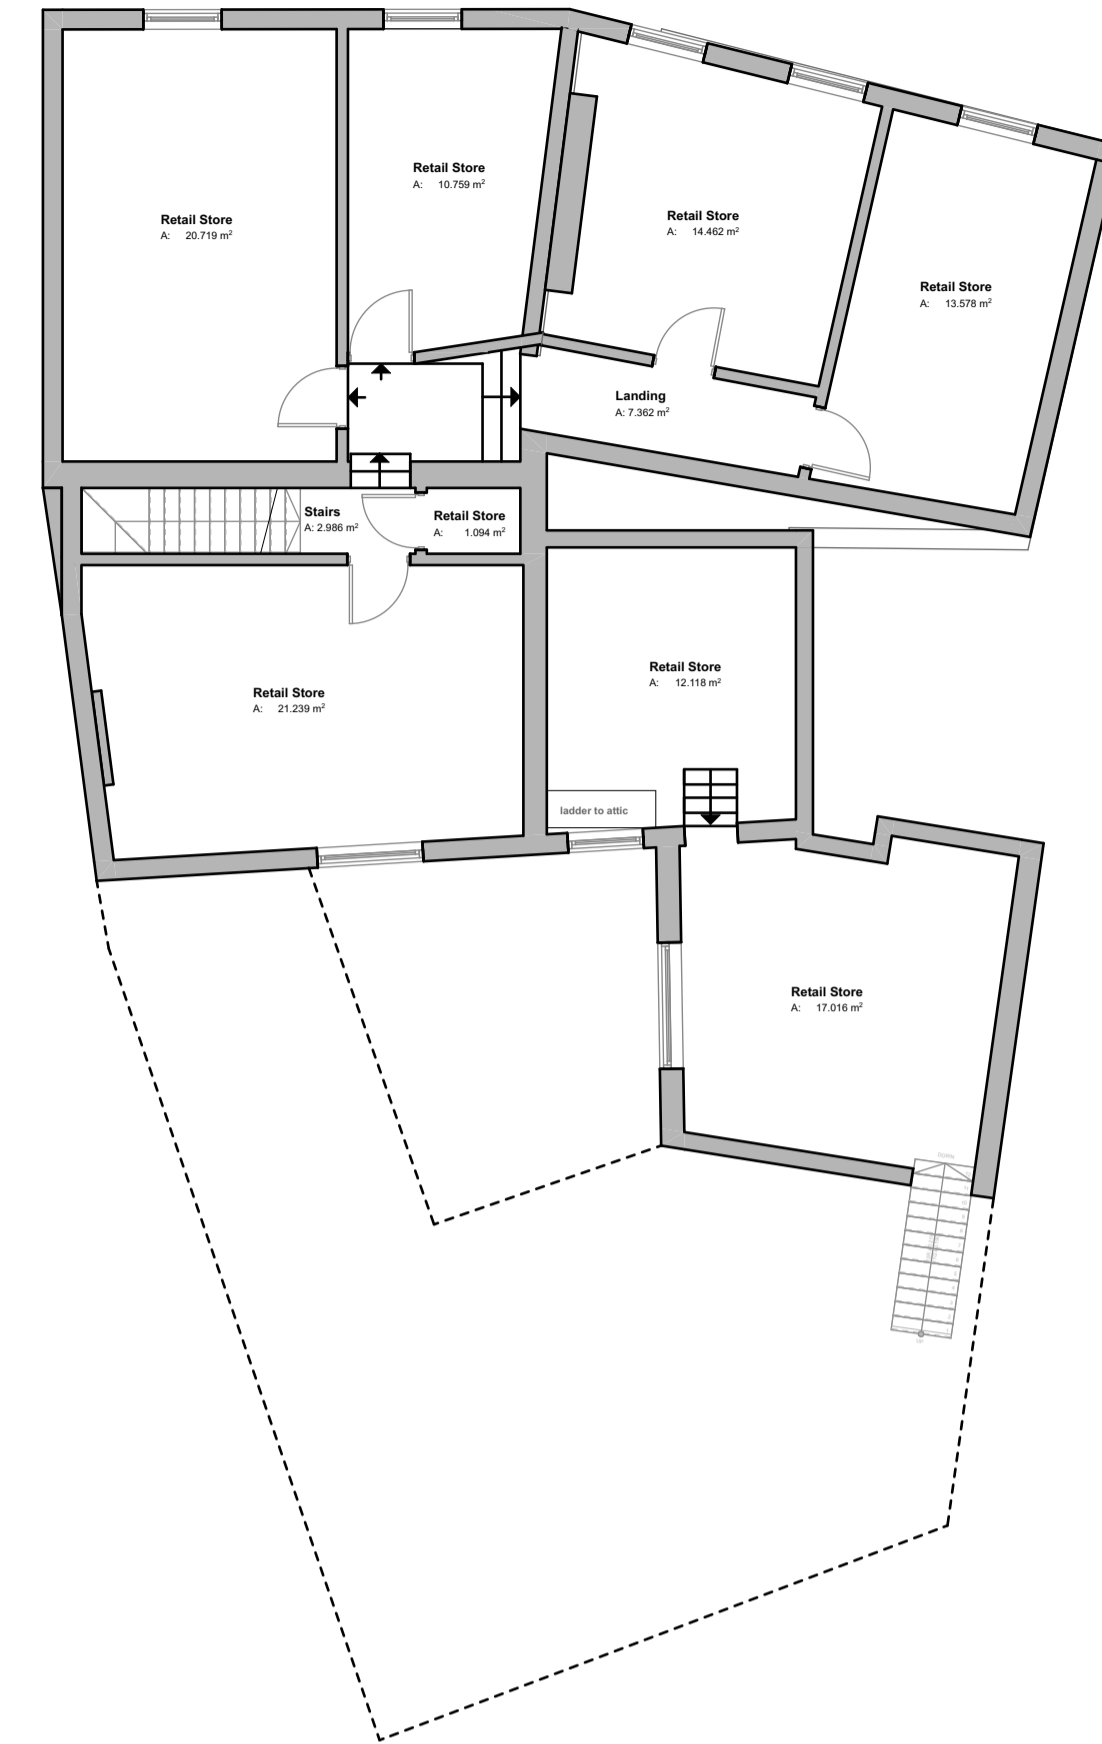 Retail Store
A: 10.759 m²
Retail Store
A: 20.719 m²
Retail Store
A: 14.462 m²
Retail Store
A: 13.578 m²
Landing
A: 7.362 m²
Stairs
A: 2.986 m²
Retail Store
A: 1.094 m²
Retail Store
A: 12.118 m²
Retail Store
A: 21.239 m²
ladder to attic
Retail Store
A: 17.016 m²
UP